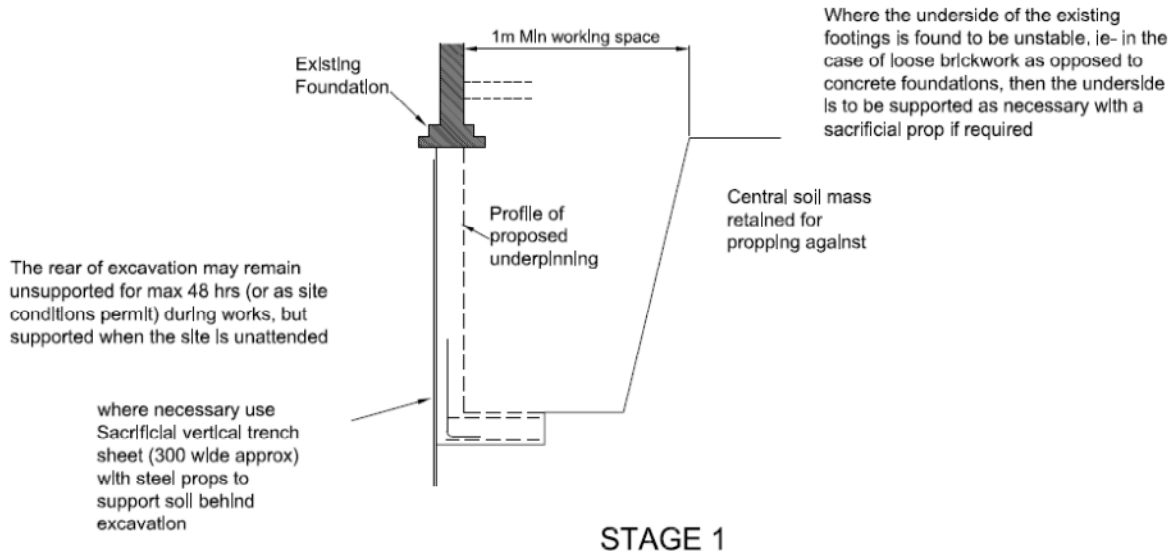 1m Min working space
Where the underside of the existing
footings is found to be unstable, ie- in the
case of loose brickwork as opposed to
concrete foundations, then the underside
is to be supported as necessary with a
sacrificial prop if required
Existing
Foundation
Central soil mass
retained for
propping against
Profile of
proposed
underpinning
The rear of excavation may remain
unsupported for max 48 hrs (or as site
conditions permit) during works, but
supported when the site is unattended
where necessary use
Sacrificial vertical trench
sheet (300 wide approx)
with steel props to
support soil behind
excavation
STAGE 1